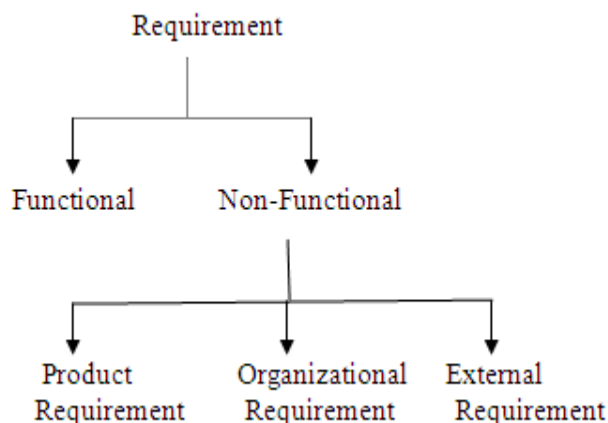 Requirement
Functional Non-Functional
Product Organizational External
Requirement Requirement Requirement